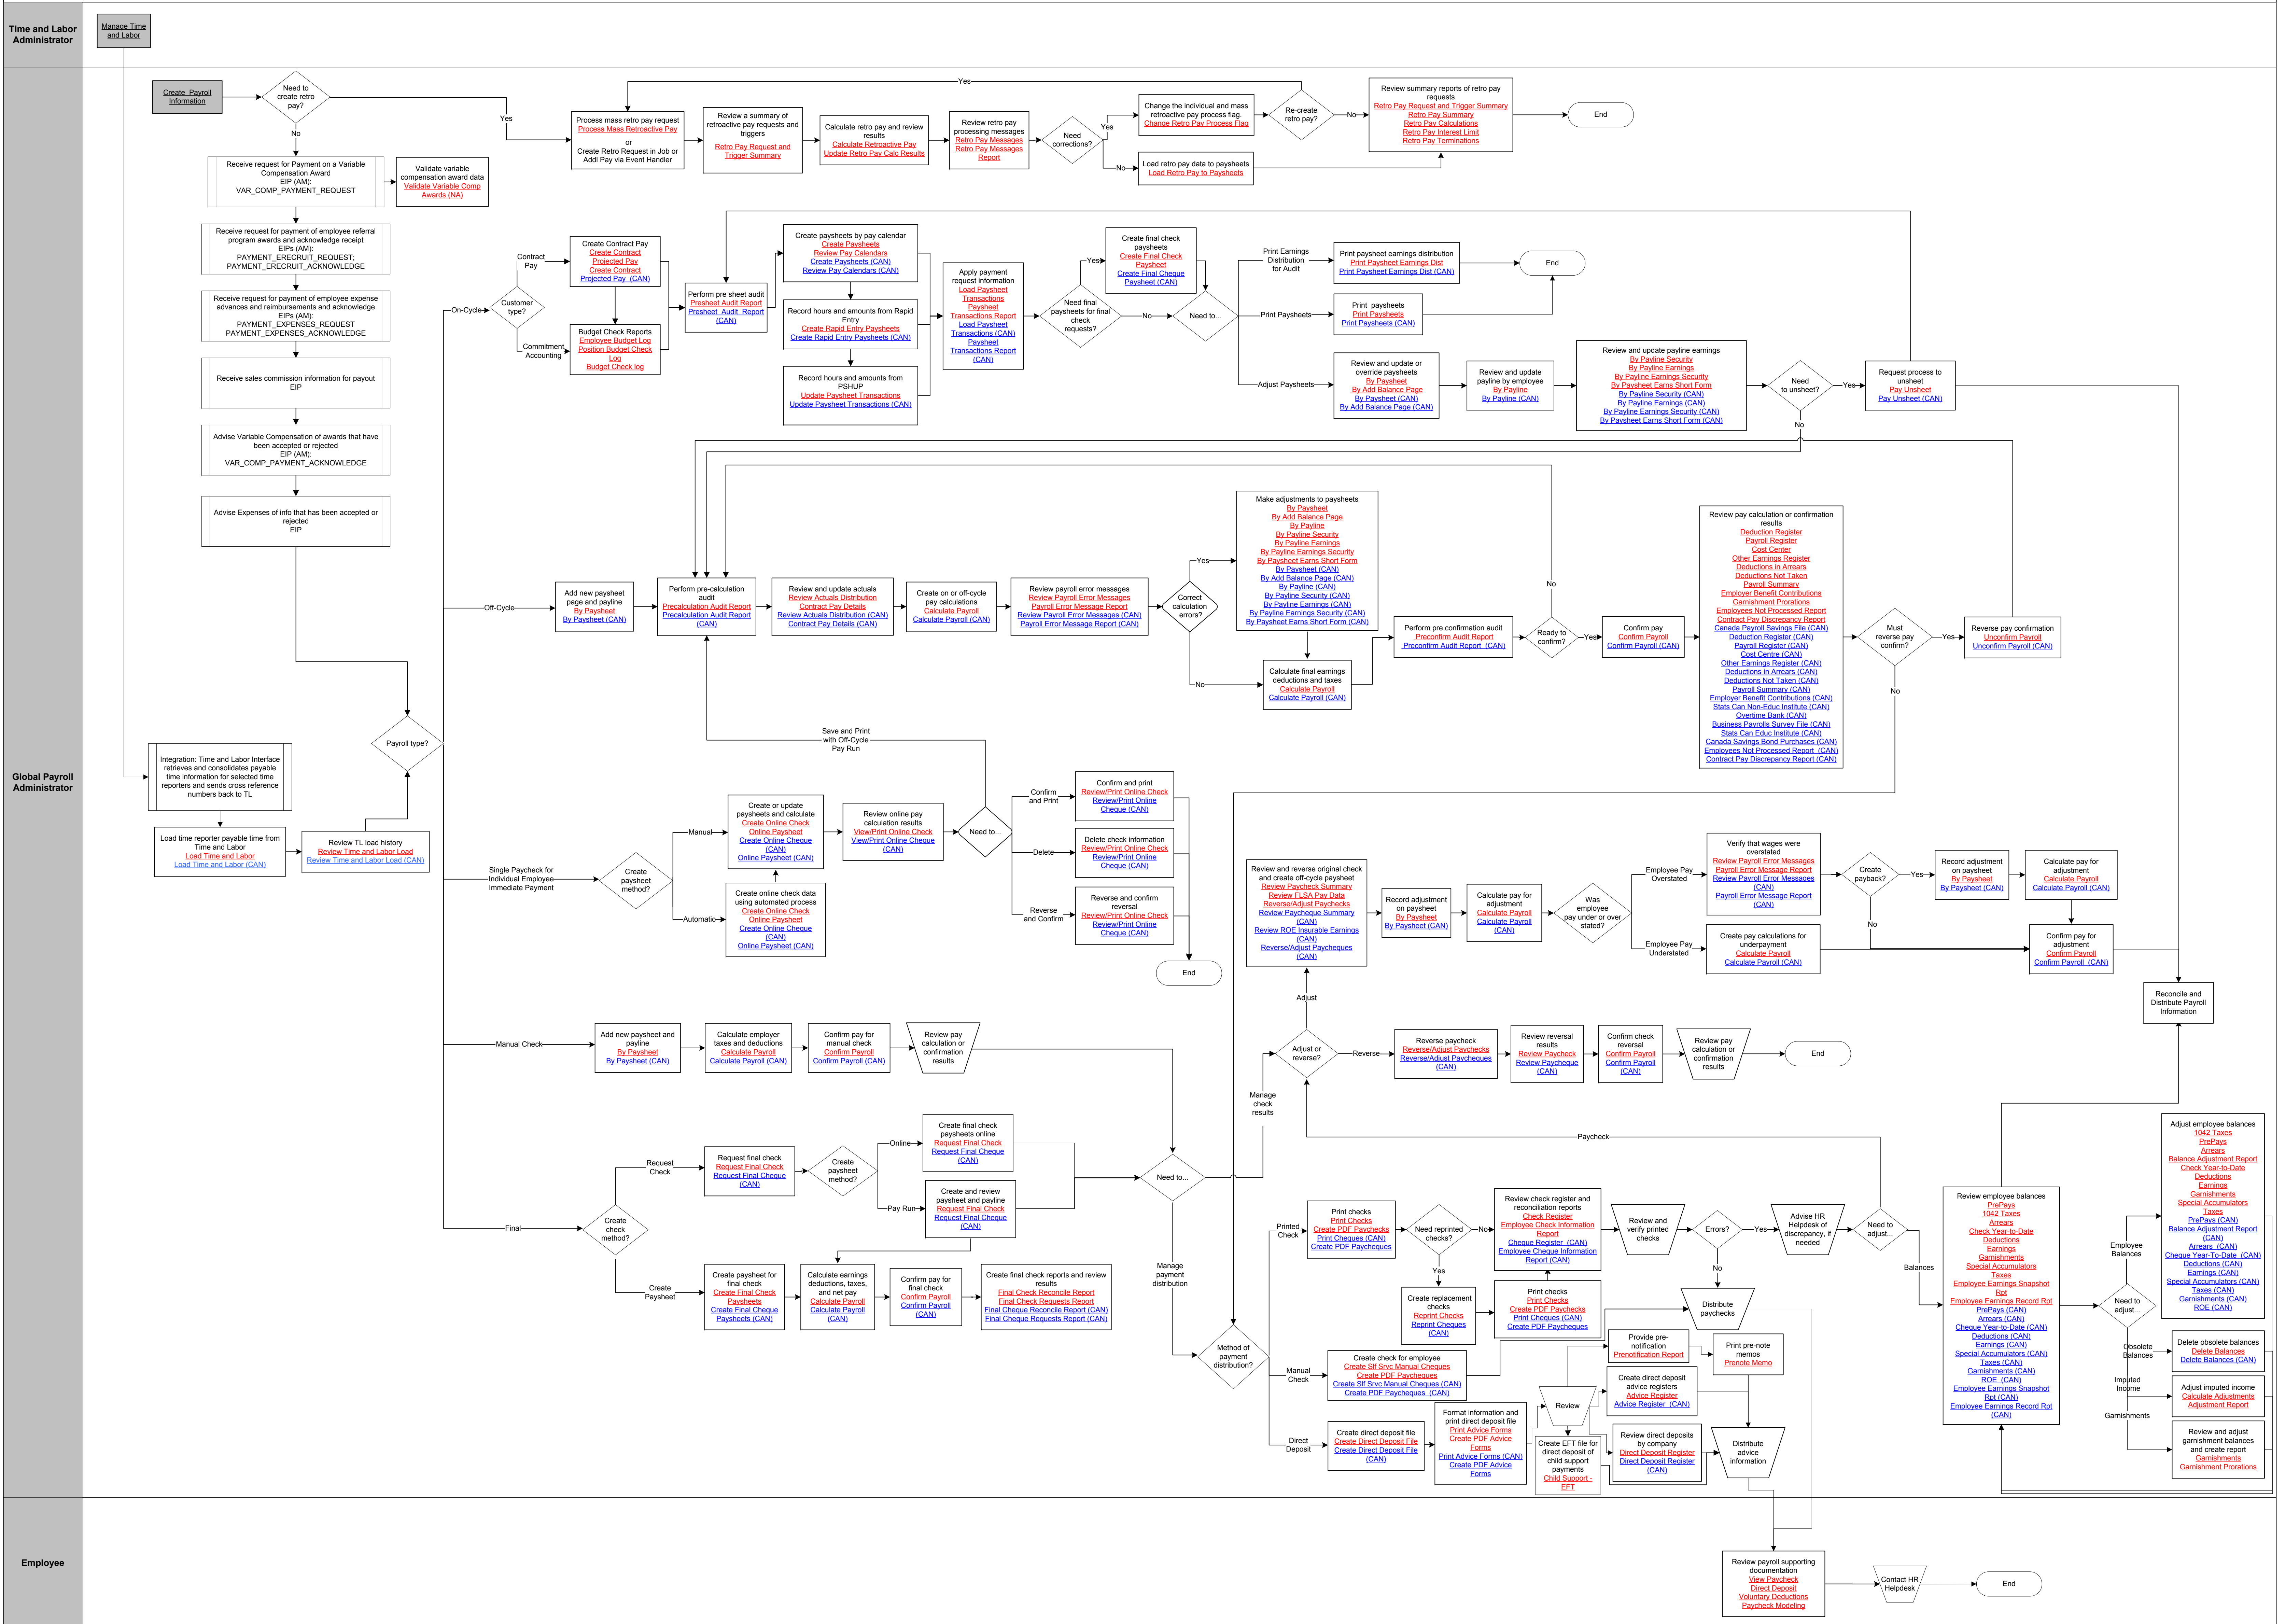 Time and Labor
Administrator
Manage Time
and Labor
Global Payroll
Administrator
Create  Payroll
Information
Need to
create retro
pay?
Yes
No
Process mass retro pay request
Process Mass Retroactive Pay
or
Create Retro Request in Job or
Addl Pay via Event Handler
Review a summary of
retroactive pay requests and
triggers
Retro Pay Request and
Trigger Summary
Calculate retro pay and review
results
Calculate Retroactive Pay
Update Retro Pay Calc Results
Review retro pay
processing messages
Retro Pay Messages
Retro Pay Messages
Report
Need
corrections?
Yes
No
Change the individual and mass
retroactive pay process flag.
Change Retro Pay Process Flag
Load retro pay data to paysheets
Load Retro Pay to Paysheets
Re-create
retro pay?
Yes
No
Review summary reports of retro pay
requests
Retro Pay Request and Trigger Summary
Retro Pay Summary
Retro Pay Calculations
Retro Pay Interest Limit
Retro Pay Terminations
End
Receive request for Payment on a Variable
Compensation Award
EIP (AM):
VAR_COMP_PAYMENT_REQUEST
Validate variable
compensation award data
Validate Variable Comp
Awards (NA)
Receive request for payment of employee referral
program awards and acknowledge receipt
EIPs (AM):
PAYMENT_ERECRUIT_REQUEST;
PAYMENT_ERECRUIT_ACKNOWLEDGE
Receive request for payment of employee expense
advances and reimbursements and acknowledge
EIPs (AM):
PAYMENT_EXPENSES_REQUEST
PAYMENT_EXPENSES_ACKNOWLEDGE
Receive sales commission information for payout
EIP
Advise Variable Compensation of awards that have
been accepted or rejected
EIP (AM):
VAR_COMP_PAYMENT_ACKNOWLEDGE
Advise Expenses of info that has been accepted or
rejected
EIP
Payroll type?
Integration: Time and Labor Interface
retrieves and consolidates payable
time information for selected time
reporters and sends cross reference
numbers back to TL
Load time reporter payable time from
Time and Labor
Load Time and Labor
Load Time and Labor (CAN)
Review TL load history
Review Time and Labor Load
Review Time and Labor Load (CAN)
On-Cycle
Customer
type?
Contract
Pay
Commitment
Accounting
Create Contract Pay
Create Contract
Projected Pay
Create Contract
Projected Pay  (CAN)
Budget Check Reports
Employee Budget Log
Position Budget Check
Log
Budget Check log
Perform pre sheet audit
Presheet Audit Report
Presheet  Audit  Report
(CAN)
Create paysheets by pay calendar
Create Paysheets
Review Pay Calendars
Create Paysheets (CAN)
Review Pay Calendars (CAN)
Record hours and amounts from Rapid
Entry
Create Rapid Entry Paysheets
Create Rapid Entry Paysheets (CAN)
Record hours and amounts from
PSHUP
Update Paysheet Transactions
Update Paysheet Transactions (CAN)
Apply payment
request information
Load Paysheet
Transactions
Paysheet
Transactions Report
Load Paysheet
Transactions (CAN)
Paysheet
Transactions Report
(CAN)
Need final
paysheets for final
check
requests?
Yes
No
Create final check
paysheets
Create Final Check
Paysheet
Create Final Cheque
Paysheet (CAN)
Need to...
Print Earnings
Distribution
for Audit
Print Paysheets
Adjust Paysheets
Print paysheet earnings distribution
Print Paysheet Earnings Dist
Print Paysheet Earnings Dist (CAN)
End
Print  paysheets
Print Paysheets
Print Paysheets (CAN)
Review and update or
override paysheets
By Paysheet
By Add Balance Page
By Paysheet (CAN)
By Add Balance Page (CAN)
Review and update
payline by employee
By Payline
By Payline (CAN)
Review and update payline earnings
By Payline Security
By Payline Earnings
By Payline Earnings Security
By Paysheet Earns Short Form
By Payline Security (CAN)
By Payline Earnings (CAN)
By Payline Earnings Security (CAN)
By Paysheet Earns Short Form (CAN)
Need
to unsheet?
Yes
No
Request process to
unsheet
Pay Unsheet
Pay Unsheet (CAN)
Off-Cycle
Add new paysheet
page and payline
By Paysheet
By Paysheet (CAN)
Perform pre-calculation
audit
Precalculation Audit Report
Precalculation Audit Report
(CAN)
Review and update actuals
Review Actuals Distribution
Contract Pay Details
Review Actuals Distribution (CAN)
Contract Pay Details (CAN)
Create on or off-cycle
pay calculations
Calculate Payroll
Calculate Payroll (CAN)
Review payroll error messages
Review Payroll Error Messages
Payroll Error Message Report
Review Payroll Error Messages (CAN)
Payroll Error Message Report (CAN)
Correct
calculation
errors?
Yes
No
Make adjustments to paysheets
By Paysheet
By Add Balance Page
By Payline
By Payline Security
By Payline Earnings
By Payline Earnings Security
By Paysheet Earns Short Form
By Paysheet (CAN)
By Add Balance Page (CAN)
By Payline (CAN)
By Payline Security (CAN)
By Payline Earnings (CAN)
By Payline Earnings Security (CAN)
By Paysheet Earns Short Form (CAN)
Calculate final earnings
deductions and taxes
Calculate Payroll
Calculate Payroll (CAN)
Perform pre confirmation audit
Preconfirm Audit Report
Preconfirm Audit Report  (CAN)
Ready to
confirm?
No
Yes
Confirm pay
Confirm Payroll
Confirm Payroll (CAN)
Review pay calculation or confirmation
results
Deduction Register
Payroll Register
Cost Center
Other Earnings Register
Deductions in Arrears
Deductions Not Taken
Payroll Summary
Employer Benefit Contributions
Garnishment Prorations
Employees Not Processed Report
Contract Pay Discrepancy Report
Canada Payroll Savings File (CAN)
Deduction Register (CAN)
Payroll Register (CAN)
Cost Centre (CAN)
Other Earnings Register (CAN)
Deductions in Arrears (CAN)
Deductions Not Taken (CAN)
Payroll Summary (CAN)
Employer Benefit Contributions (CAN)
Stats Can Non-Educ Institute (CAN)
Overtime Bank (CAN)
Business Payrolls Survey File (CAN)
Stats Can Educ Institute (CAN)
Canada Savings Bond Purchases (CAN)
Employees Not Processed Report  (CAN)
Contract Pay Discrepancy Report (CAN)
Must
reverse pay
confirm?
Yes
No
Reverse pay confirmation
Unconfirm Payroll
Unconfirm Payroll (CAN)
Single Paycheck for
Individual Employee
Immediate Payment
Create
paysheet
method?
Manual
Automatic
Create or update
paysheets and calculate
Create Online Check
Online Paysheet
Create Online Cheque (CAN)
Online Paysheet (CAN)
Create online check data
using automated process
Create Online Check
Online Paysheet
Create Online Cheque
(CAN)
Online Paysheet (CAN)
Review online pay
calculation results
View/Print Online Check
View/Print Online Cheque
(CAN)
Save and Print
with Off-Cycle
Pay Run
Need to...
Confirm
and Print
Delete
Reverse
and Confirm
Confirm and print
Review/Print Online Check
Review/Print Online
Cheque (CAN)
Delete check information
Review/Print Online Check
Review/Print Online
Cheque (CAN)
Reverse and confirm
reversal
Review/Print Online Check
Review/Print Online
Cheque (CAN)
End
Review and reverse original check
and create off-cycle paysheet
Review Paycheck Summary
Review FLSA Pay Data
Reverse/Adjust Paychecks
Review Paycheque Summary
(CAN)
Review ROE Insurable Earnings
(CAN)
Reverse/Adjust Paycheques
(CAN)
Record adjustment
on paysheet
By Paysheet
By Paysheet (CAN)
Calculate pay for
adjustment
Calculate Payroll
Calculate Payroll
(CAN)
Was
employee
pay under or over
stated?
Employee Pay
Overstated
Employee Pay
Understated
Verify that wages were
overstated
Review Payroll Error Messages
Payroll Error Message Report
Review Payroll Error Messages
(CAN)
Payroll Error Message Report
(CAN)
Create
payback?
Yes
No
Record adjustment
on paysheet
By Paysheet
By Paysheet (CAN)
Calculate pay for
adjustment
Calculate Payroll
Calculate Payroll (CAN)
Create pay calculations for
underpayment
Calculate Payroll
Calculate Payroll (CAN)
Confirm pay for
adjustment
Confirm Payroll
Confirm Payroll  (CAN)
Reconcile and
Distribute Payroll
Information
Manual Check
Add new paysheet and
payline
By Paysheet
By Paysheet (CAN)
Calculate employer
taxes and deductions
Calculate Payroll
Calculate Payroll (CAN)
Confirm pay for
manual check
Confirm Payroll
Confirm Payroll (CAN)
Review pay
calculation or
confirmation
results
Adjust
Adjust or
reverse?
Reverse
Manage
check
results
Reverse paycheck
Reverse/Adjust Paychecks
Reverse/Adjust Paycheques
(CAN)
Review reversal
results
Review Paycheck
Review Paycheque
(CAN)
Confirm check
reversal
Confirm Payroll
Confirm Payroll
(CAN)
Review pay
calculation or
confirmation
results
End
Paycheck
Final
Create
check
method?
Request
Check
Create
Paysheet
Request final check
Request Final Check
Request Final Cheque
(CAN)
Create
paysheet
method?
Online
Pay Run
Create final check
paysheets online
Request Final Check
Request Final Cheque
(CAN)
Create and review
paysheet and payline
Request Final Check
Request Final Cheque
(CAN)
Create paysheet for
final check
Create Final Check
Paysheets
Create Final Cheque
Paysheets (CAN)
Calculate earnings
deductions, taxes,
and net pay
Calculate Payroll
Calculate Payroll
(CAN)
Confirm pay for
final check
Confirm Payroll
Confirm Payroll
(CAN)
Create final check reports and review
results
Final Check Reconcile Report
Final Check Requests Report
Final Cheque Reconcile Report (CAN)
Final Cheque Requests Report (CAN)
Need to...
Manage
payment
distribution
Method of
payment
distribution?
Printed
Check
Manual
Check
Direct
Deposit
Print checks
Print Checks
Create PDF Paychecks
Print Cheques (CAN)
Create PDF Paycheques
Need reprinted
checks?
No
Yes
Create replacement
checks
Reprint Checks
Reprint Cheques
(CAN)
Print checks
Print Checks
Create PDF Paychecks
Print Cheques (CAN)
Create PDF Paycheques
Review check register and
reconciliation reports
Check Register
Employee Check Information
Report
Cheque Register  (CAN)
Employee Cheque Information
Report (CAN)
Review and
verify printed
checks
Errors?
Yes
No
Advise HR
Helpdesk of
discrepancy, if
needed
Need to
adjust...
Balances
Distribute
paychecks
Create check for employee
Create Slf Srvc Manual Cheques
Create PDF Paycheques
Create Slf Srvc Manual Cheques (CAN)
Create PDF Paycheques  (CAN)
Create direct deposit file
Create Direct Deposit File
Create Direct Deposit File
(CAN)
Format information and
print direct deposit file
Print Advice Forms
Create PDF Advice
Forms
Print Advice Forms (CAN)
Create PDF Advice
Forms
Review
Provide pre-
notification
Prenotification Report
Print pre-note
memos
Prenote Memo
Create direct deposit
advice registers
Advice Register
Advice Register  (CAN)
Create EFT file for
direct deposit of
child support
payments
Child Support -
EFT
Review direct deposits
by company
Direct Deposit Register
Direct Deposit Register
(CAN)
Distribute
advice
information
Review employee balances
PrePays
1042 Taxes
Arrears
Check Year-to-Date
Deductions
Earnings
Garnishments
Special Accumulators
Taxes
Employee Earnings Snapshot
Rpt
Employee Earnings Record Rpt
PrePays (CAN)
Arrears (CAN)
Cheque Year-to-Date (CAN)
Deductions (CAN)
Earnings (CAN)
Special Accumulators (CAN)
Taxes (CAN)
Garnishments (CAN)
ROE  (CAN)
Employee Earnings Snapshot
Rpt (CAN)
Employee Earnings Record Rpt
(CAN)
Need to
adjust...
Employee
Balances
Obsolete
Balances
Imputed
Income
Garnishments
Adjust employee balances
1042 Taxes
PrePays
Arrears
Balance Adjustment Report
Check Year-to-Date
Deductions
Earnings
Garnishments
Special Accumulators
Taxes
PrePays (CAN)
Balance Adjustment Report
(CAN)
Arrears  (CAN)
Cheque Year-To-Date  (CAN)
Deductions (CAN)
Earnings (CAN)
Special Accumulators (CAN)
Taxes (CAN)
Garnishments (CAN)
ROE (CAN)
Delete obsolete balances
Delete Balances
Delete Balances (CAN)
Adjust imputed income
Calculate Adjustments
Adjustment Report
Review and adjust
garnishment balances
and create report
Garnishments
Garnishment Prorations
Employee
Review payroll supporting
documentation
View Paycheck
Direct Deposit
Voluntary Deductions
Paycheck Modeling
Contact HR
Helpdesk
End